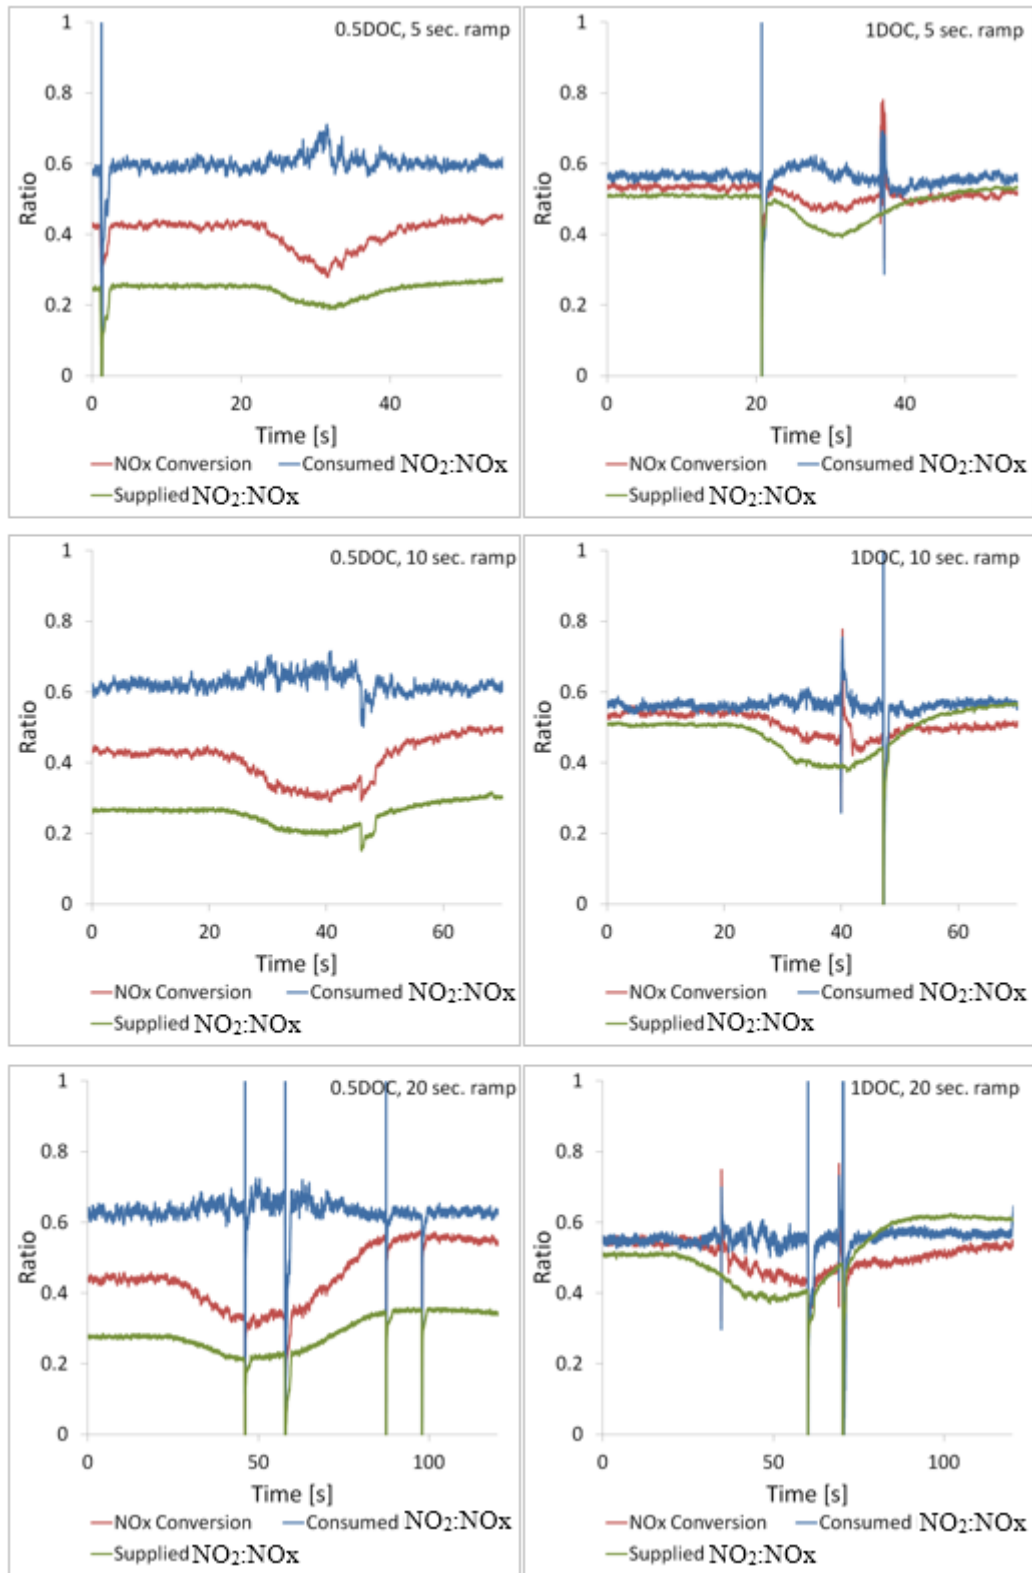 0.5DOC, 5 sec. ramp
1
0.8
0.6
0.4
0.2
0
Ratio
0 20 40
Time [s]
NOx Conversion Consumed NO₂:NOx
Supplied NO₂:NOx
1DOC, 5 sec. ramp
1
0.8
0.6
0.4
0.2
0
Ratio
0 20 40
Time [s]
NOx Conversion Consumed NO₂:NOx
Supplied NO₂:NOx
0.5DOC, 10 sec. ramp
1
0.8
0.6
0.4
0.2
0
Ratio
0 20 40 60
Time [s]
NOx Conversion Consumed NO₂:NOx
Supplied NO₂:NOx
1DOC, 10 sec. ramp
1
0.8
0.6
0.4
0.2
0
Ratio
0 20 40 60
Time [s]
NOx Conversion Consumed NO₂:NOx
Supplied NO₂:NOx
0.5DOC, 20 sec. ramp
1
0.8
0.6
0.4
0.2
0
Ratio
0 50 100
Time [s]
NOx Conversion Consumed NO₂:NOx
Supplied NO₂:NOx
1DOC, 20 sec. ramp
1
0.8
0.6
0.4
0.2
0
Ratio
0 50 100
Time [s]
NOx Conversion Consumed NO₂:NOx
Supplied NO₂:NOx